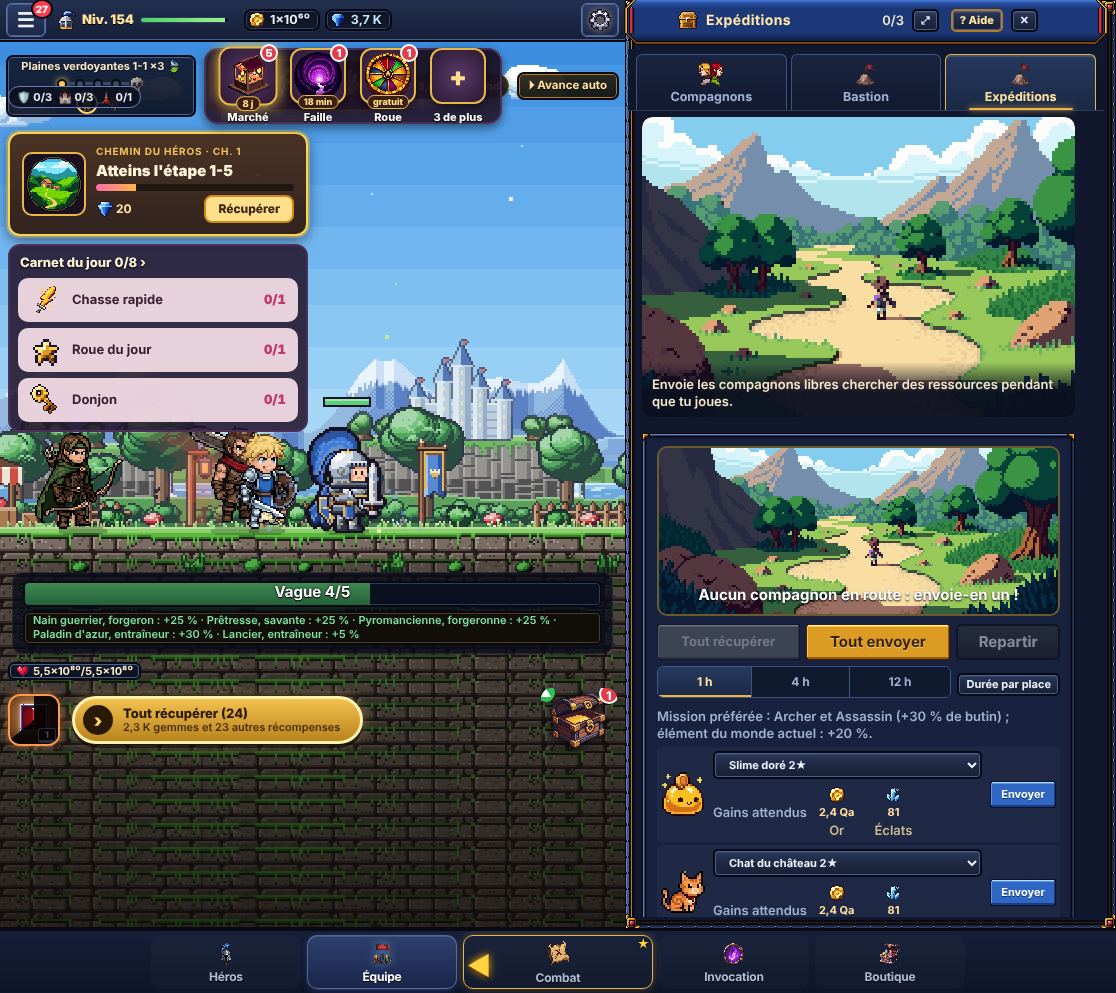 27
Niv. 154
1×10⁶⁰
3,7 K
Expéditions
0/3
? Aide
Plaines verdoyantes 1-1 ×3
0/3
0/3
0/1
5
8 j
Marché
1
18 min
Faille
1
gratuit
Roue
+
3 de plus
Avance auto
Compagnons
Bastion
Expéditions
CHEMIN DU HÉROS · CH. 1
Atteins l'étape 1-5
20
Récupérer
Carnet du jour 0/8 ›
Chasse rapide
0/1
Roue du jour
0/1
Donjon
0/1
Envoie les compagnons libres chercher des ressources pendant
que tu joues.
Aucun compagnon en route : envoie-en un !
Tout récupérer
Tout envoyer
Repartir
1 h
4 h
12 h
Durée par place
Mission préférée : Archer et Assassin (+30 % de butin) ;
élément du monde actuel : +20 %.
Slime doré 2★
Gains attendus
2,4 Qa
Or
81
Éclats
Envoyer
Chat du château 2★
Gains attendus
2,4 Qa
81
Envoyer
Vague 4/5
Nain guerrier, forgeron : +25 % · Prêtresse, savante : +25 % · Pyromancienne, forgeronne : +25 % ·
Paladin d'azur, entraîneur : +30 % · Lancier, entraîneur : +5 %
5,5×10⁸⁰/5,5×10⁸⁰
1
Tout récupérer (24)
2,3 K gemmes et 23 autres récompenses
1
Héros
Équipe
Combat
Invocation
Boutique